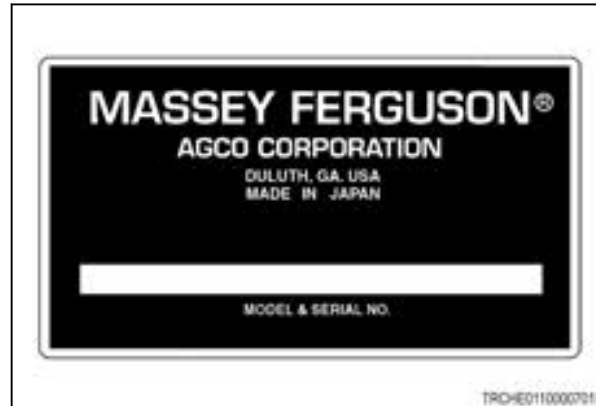 MASSEY FERGUSON®
AGCO CORPORATION
DULUTH, GA. USA
MADE IN JAPAN
MODEL & SERIAL NO.
TRCHE0110000701